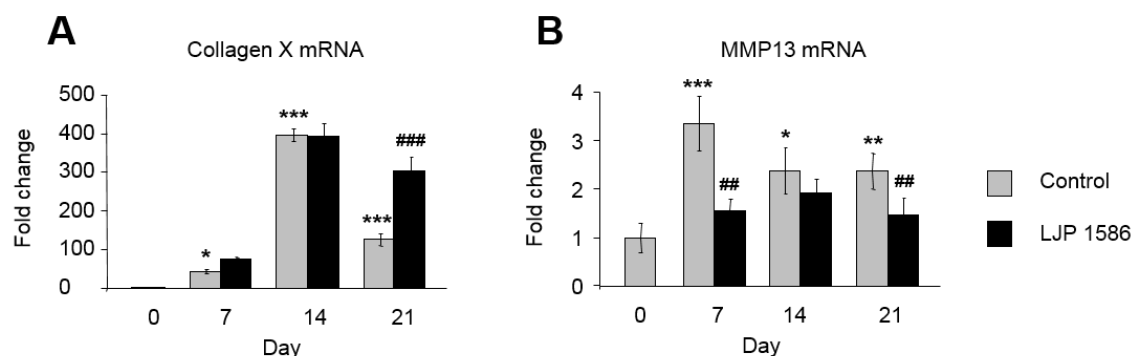 A
Collagen X mRNA
Fold change
500
400
300
200
100
0
*
***
***
###
0 7 14 21
Day
B
MMP13 mRNA
Fold change
4
3
2
1
0
***
##
*
**
##
0 7 14 21
Day
Control
LJP 1586